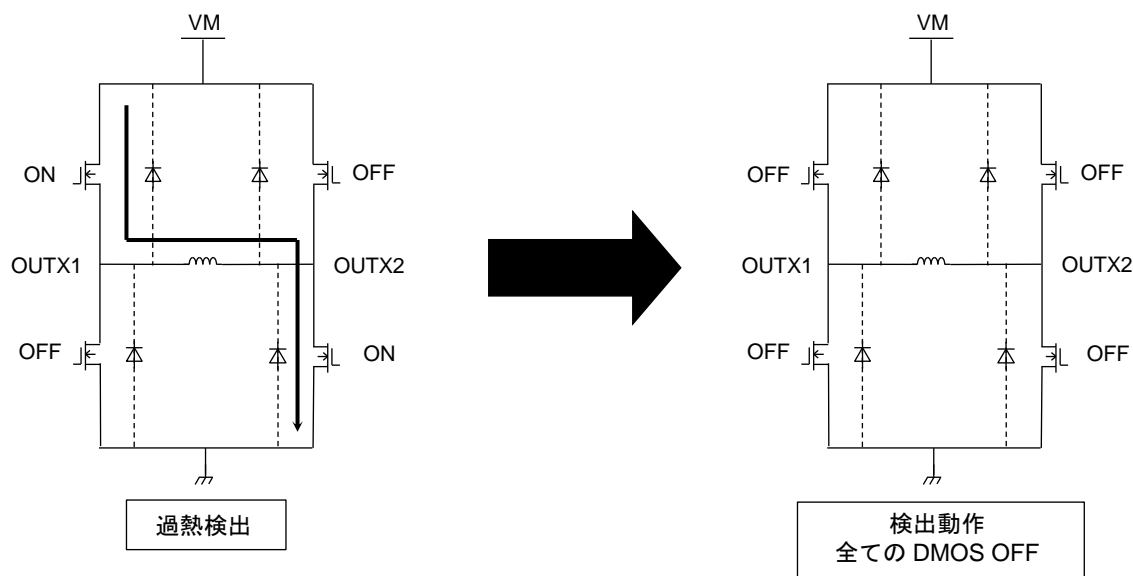 VM
ON
OFF
OUTX1
OUTX2
OFF
ON
過熱検出
VM
OFF
OFF
OUTX1
OUTX2
OFF
OFF
検出動作
全ての DMOS OFF